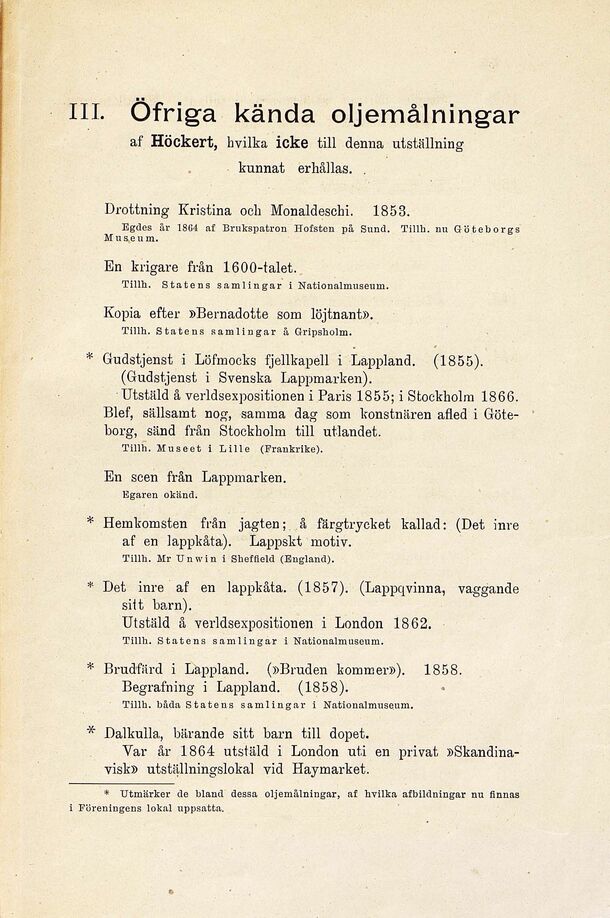 III. Öfriga kända oljemålningar
af Höckert, hvilka icke till denna utställning
kunnat erhållas.
Drottning Kristina och Monaldeschi. 1853.
Egdes år 1864 af Brukspatron Hofsten på Sund. Tillh. nu Göteborgs
Museum.
En krigare från 1600-talet.
Tillh. Statens samlingar i Nationalmuseum.
Kopia efter »Bernadotte som löjtnant».
Tillh. Statens samlingar å Gripsholm.
* Gudstjenst i Löfmocks fjellkapell i Lappland. (1855).
(Gudstjenst i Svenska Lappmarken).
Utstäld å verldsexpositionen i Paris 1855; i Stockholm 1866.
Blef, sällsamt nog, samma dag som konstnären afled i Göte-
borg, sänd från Stockholm till utlandet.
Tillh. Museet i Lille (Frankrike).
En scen från Lappmarken.
Egaren okänd.
* Hemkomsten från jagten; å färgtrycket kallad: (Det inre
af en lappkåta). Lappskt motiv.
Tillh. Mr Unwin i Sheffield (England).
* Det inre af en lappkåta. (1857). (Lappqvinna, vaggande
sitt barn).
Utstäld å verldsexpositionen i London 1862.
Tillh. Statens samlingar i Nationalmuseum.
* Brudfärd i Lappland. (»Bruden kommer»). 1858.
Begrafning i Lappland. (1858).
Tillh. båda Statens samlingar i Nationalmuseum.
* Dalkulla, bärande sitt barn till dopet.
Var år 1864 utstäld i London uti en privat »Skandina-
visk» utställningslokal vid Haymarket.
* Utmärker de bland dessa oljemålningar, af hvilka afbildningar nu finnas
i Föreningens lokal uppsatta.